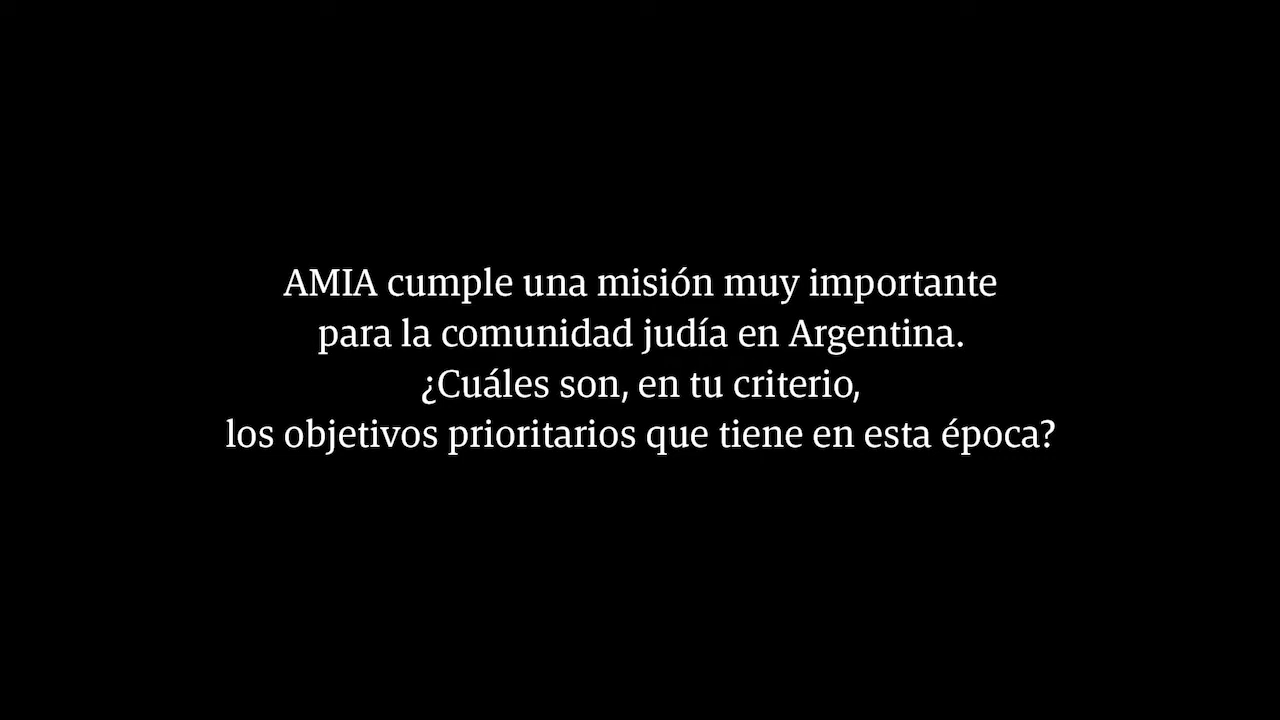 AMIA cumple una misión muy importante
para la comunidad judía en Argentina.
¿Cuáles son, en tu criterio,
los objetivos prioritarios que tiene en esta época?